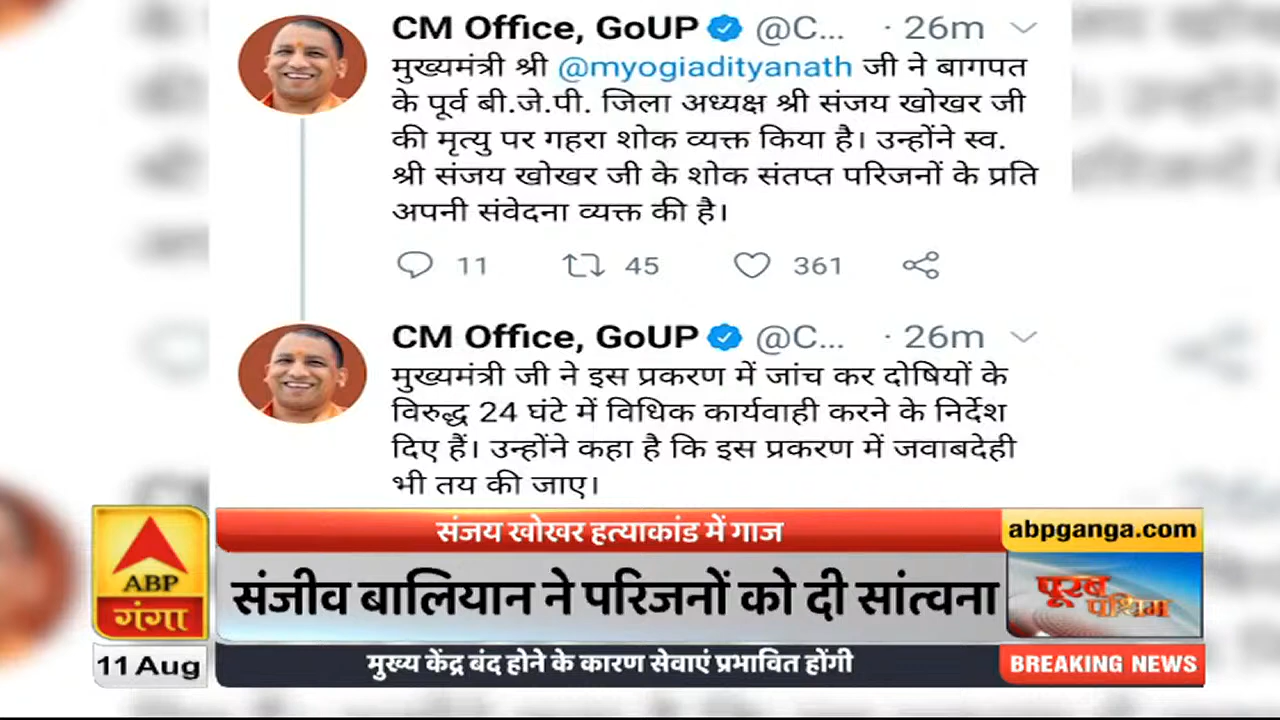 CM Office, GoUP @C... · 26m
मुख्यमंत्री श्री @myogiadityanath जी ने बागपत
के पूर्व बी.जे.पी. जिला अध्यक्ष श्री संजय खोखर जी
की मृत्यु पर गहरा शोक व्यक्त किया है। उन्होंने स्व.
श्री संजय खोखर जी के शोक संतप्त परिजनों के प्रति
अपनी संवेदना व्यक्त की है।
11 45 361
CM Office, GoUP @C... · 26m
मुख्यमंत्री जी ने इस प्रकरण में जांच कर दोषियों के
विरुद्ध 24 घंटे में विधिक कार्यवाही करने के निर्देश
दिए हैं। उन्होंने कहा है कि इस प्रकरण में जवाबदेही
भी तय की जाए।
संजय खोखर हत्याकांड में गाज
abpganga.com
ABP
गंगा
संजीव बालियान ने परिजनों को दी सांत्वना
पूरब
पश्चिम
11 Aug
मुख्य केंद्र बंद होने के कारण सेवाएं प्रभावित होंगी
BREAKING NEWS